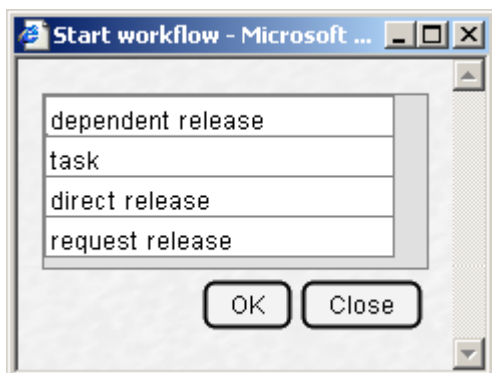 Start workflow - Microsoft ...
dependent release
task
direct release
request release
OK Close